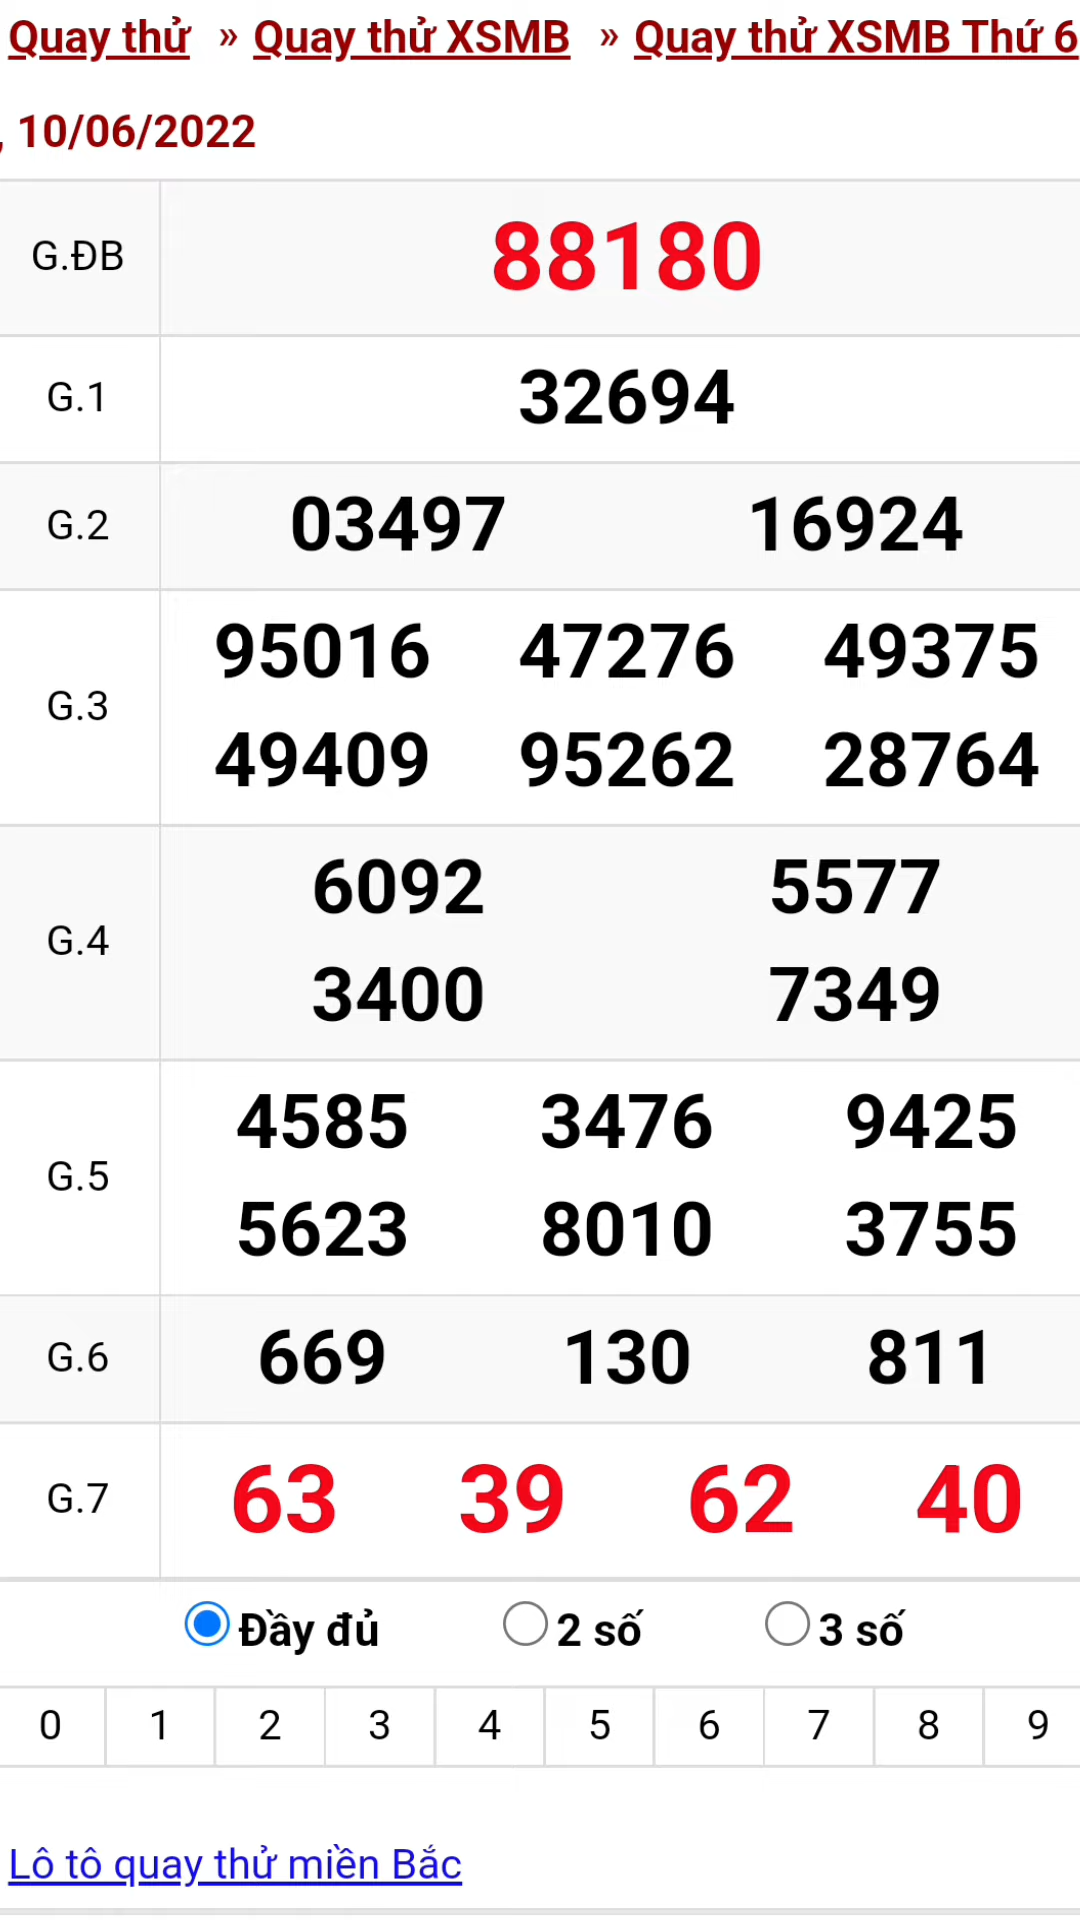 Quay thử » Quay thử XSMB » Quay thử XSMB Thứ 6
, 10/06/2022
G.ĐB 88180
G.1 32694
G.2 03497 16924
G.3 95016 47276 49375
49409 95262 28764
G.4 6092 5577
3400 7349
G.5 4585 3476 9425
5623 8010 3755
G.6 669 130 811
G.7 63 39 62 40
Đầy đủ 2 số 3 số
0 1 2 3 4 5 6 7 8 9
Lô tô quay thử miền Bắc